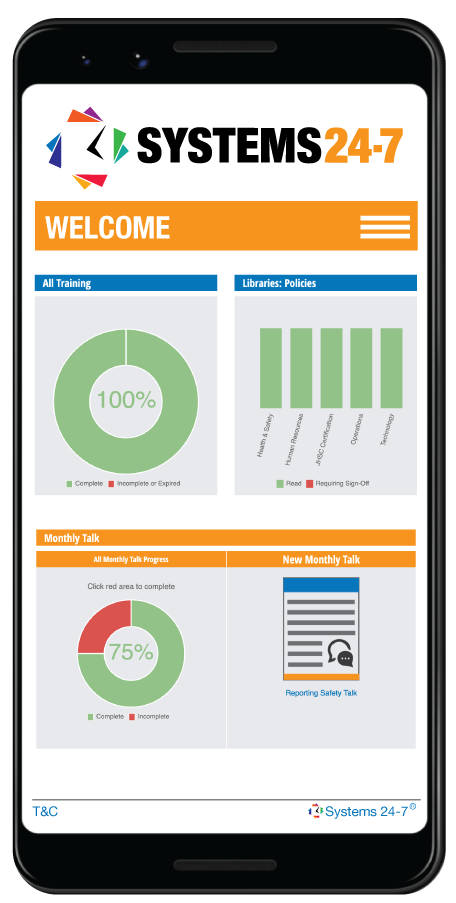 SYSTEMS24-7
WELCOME
All Training
100%
Complete Incomplete or Expired
Libraries: Policies
Health & Safety
Human Resources
JHSC Certification
Operations
Technology
Read Requiring Sign-Off
Monthly Talk
All Monthly Talk Progress
Click red area to complete
75%
Complete Incomplete
New Monthly Talk
Reporting Safety Talk
T&C
Systems 24-7®